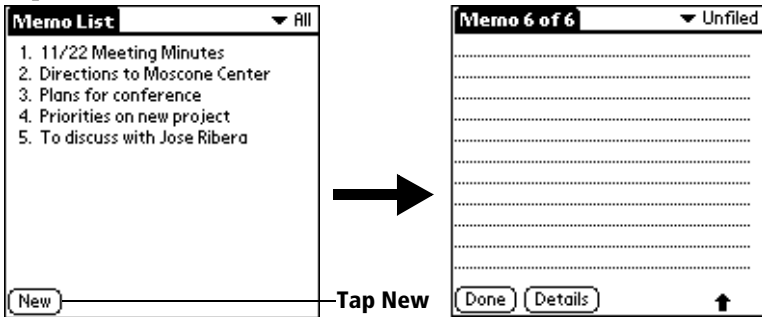 Memo List All
1. 11/22 Meeting Minutes
2. Directions to Moscone Center
3. Plans for conference
4. Priorities on new project
5. To discuss with Jose Ribera
New
Tap New
Memo 6 of 6 Unfiled
Done Details